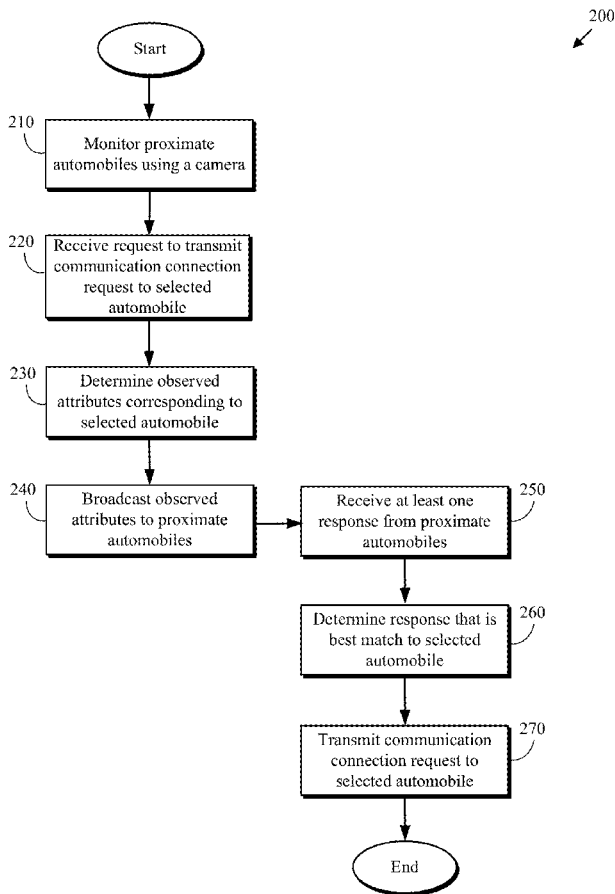 200
Start
210
Monitor proximate
automobiles using a camera
220
Receive request to transmit
communication connection
request to selected
automobile
230
Determine observed
attributes corresponding to
selected automobile
240
Broadcast observed
attributes to proximate
automobiles
250
Receive at least one
response from proximate
automobiles
260
Determine response that is
best match to selected
automobile
270
Transmit communication
connection request to
selected automobile
End